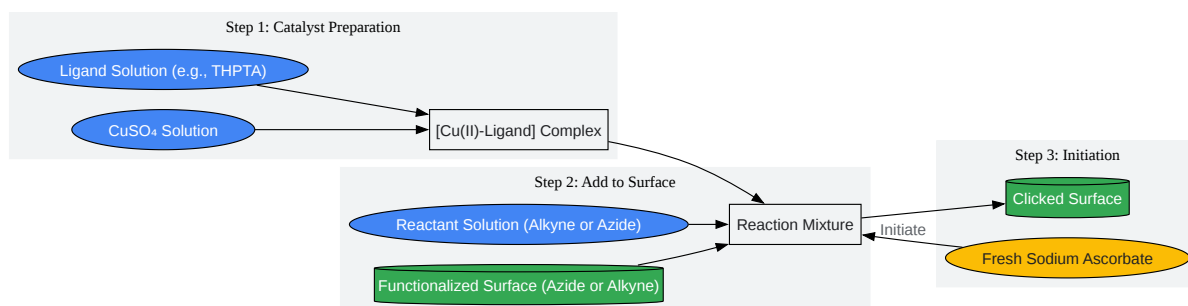 Step 1: Catalyst Preparation
Ligand Solution (e.g., THPTA)
CuSO₄ Solution
[Cu(II)-Ligand] Complex
Step 2: Add to Surface
Reactant Solution (Alkyne or Azide)
Functionalized Surface (Azide or Alkyne)
Reaction Mixture
Step 3: Initiation
Clicked Surface
Initiate
Fresh Sodium Ascorbate